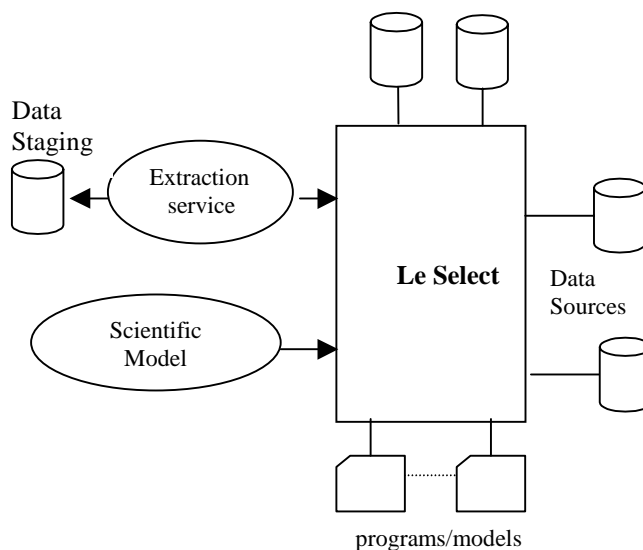 Data
Staging
Extraction
service
Le Select
Data
Sources
Scientific
Model
programs/models